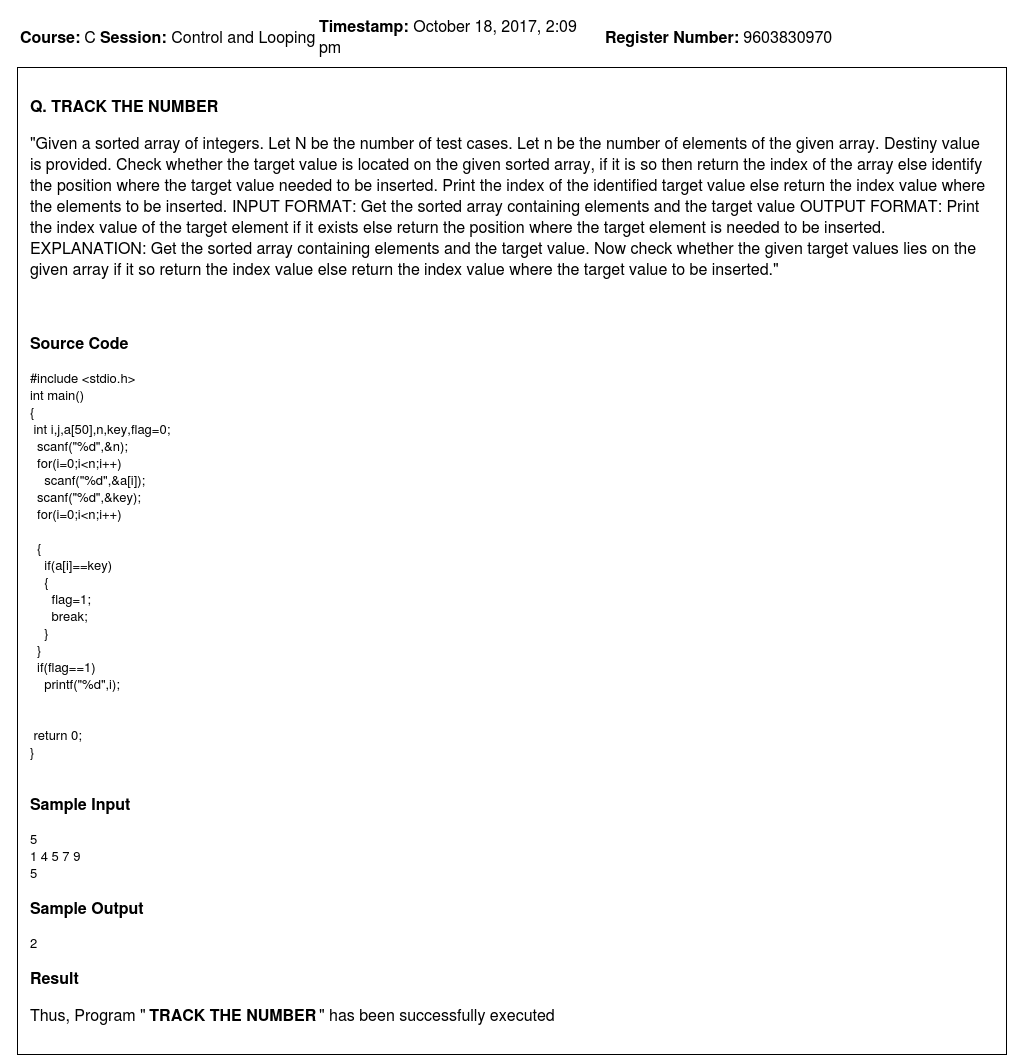 Course: C Session: Control and Looping Timestamp: October 18, 2017, 2:09 pm Register Number: 9603830970
Q. TRACK THE NUMBER
"Given a sorted array of integers. Let N be the number of test cases. Let n be the number of elements of the given array. Destiny value
is provided. Check whether the target value is located on the given sorted array, if it is so then return the index of the array else identify
the position where the target value needed to be inserted. Print the index of the identified target value else return the index value where
the elements to be inserted. INPUT FORMAT: Get the sorted array containing elements and the target value OUTPUT FORMAT: Print
the index value of the target element if it exists else return the position where the target element is needed to be inserted.
EXPLANATION: Get the sorted array containing elements and the target value. Now check whether the given target values lies on the
given array if it so return the index value else return the index value where the target value to be inserted."
Source Code
#include <stdio.h>
int main()
{
int i,j,a[50],n,key,flag=0;
scanf("%d",&n);
for(i=0;i<n;i++)
scanf("%d",&a[i]);
scanf("%d",&key);
for(i=0;i<n;i++)
{
if(a[i]==key)
{
flag=1;
break;
}
}
if(flag==1)
printf("%d",i);
return 0;
}
Sample Input
5
1 4 5 7 9
5
Sample Output
2
Result
Thus, Program " TRACK THE NUMBER " has been successfully executed